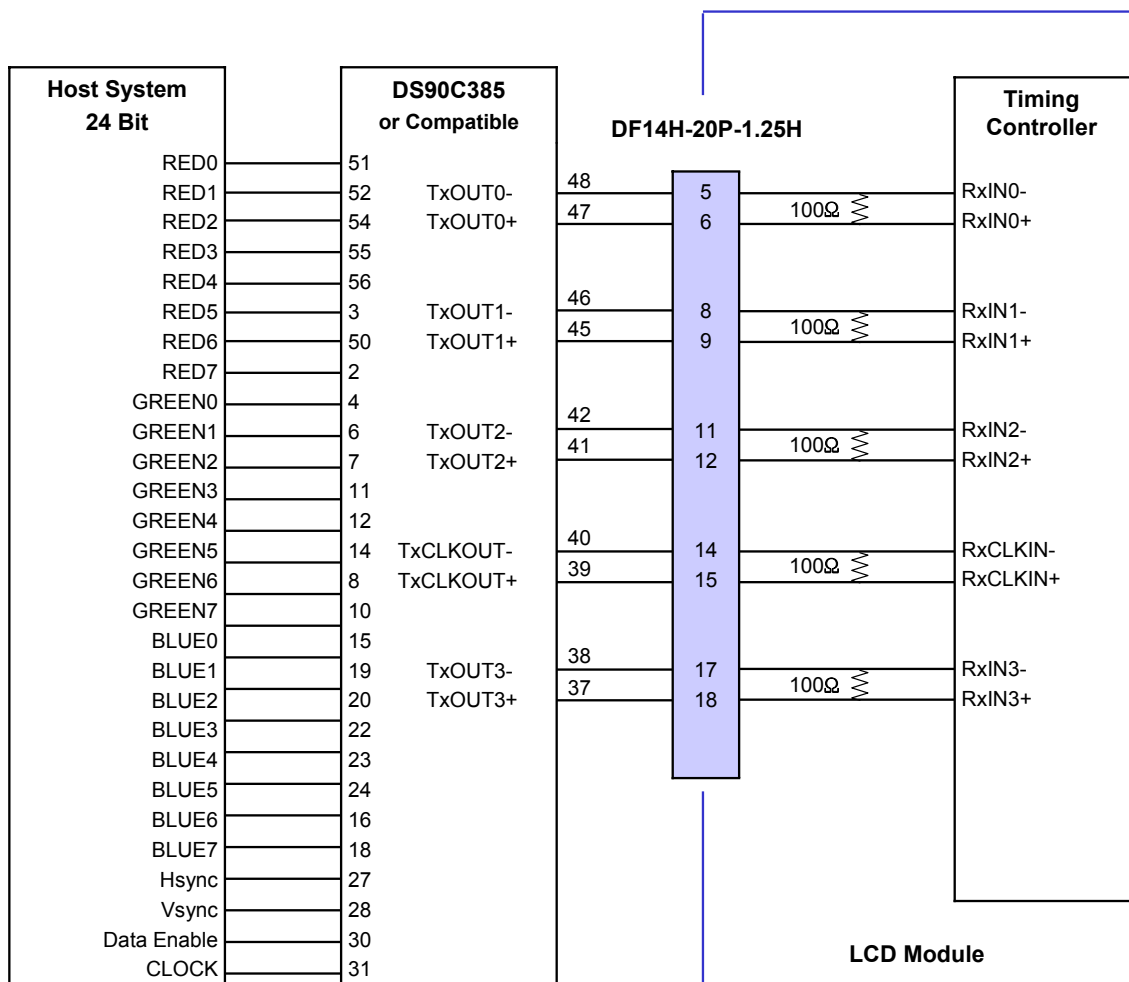 Host System
24 Bit
DS90C385
or Compatible
DF14H-20P-1.25H
Timing
Controller
RED0 51
RED1 52 TxOUT0- 48 5 RxIN0-
100Ω
RED2 54 TxOUT0+ 47 6 RxIN0+
RED3 55
RED4 56
RED5 3 TxOUT1- 46 8 RxIN1-
100Ω
RED6 50 TxOUT1+ 45 9 RxIN1+
RED7 2
GREEN0 4
GREEN1 6 TxOUT2- 42 11 RxIN2-
100Ω
GREEN2 7 TxOUT2+ 41 12 RxIN2+
GREEN3 11
GREEN4 12
GREEN5 14 TxCLKOUT- 40 14 RxCLKIN-
100Ω
GREEN6 8 TxCLKOUT+ 39 15 RxCLKIN+
GREEN7 10
BLUE0 15
BLUE1 19 TxOUT3- 38 17 RxIN3-
100Ω
BLUE2 20 TxOUT3+ 37 18 RxIN3+
BLUE3 22
BLUE4 23
BLUE5 24
BLUE6 16
BLUE7 18
Hsync 27
Vsync 28
Data Enable 30
CLOCK 31
LCD Module